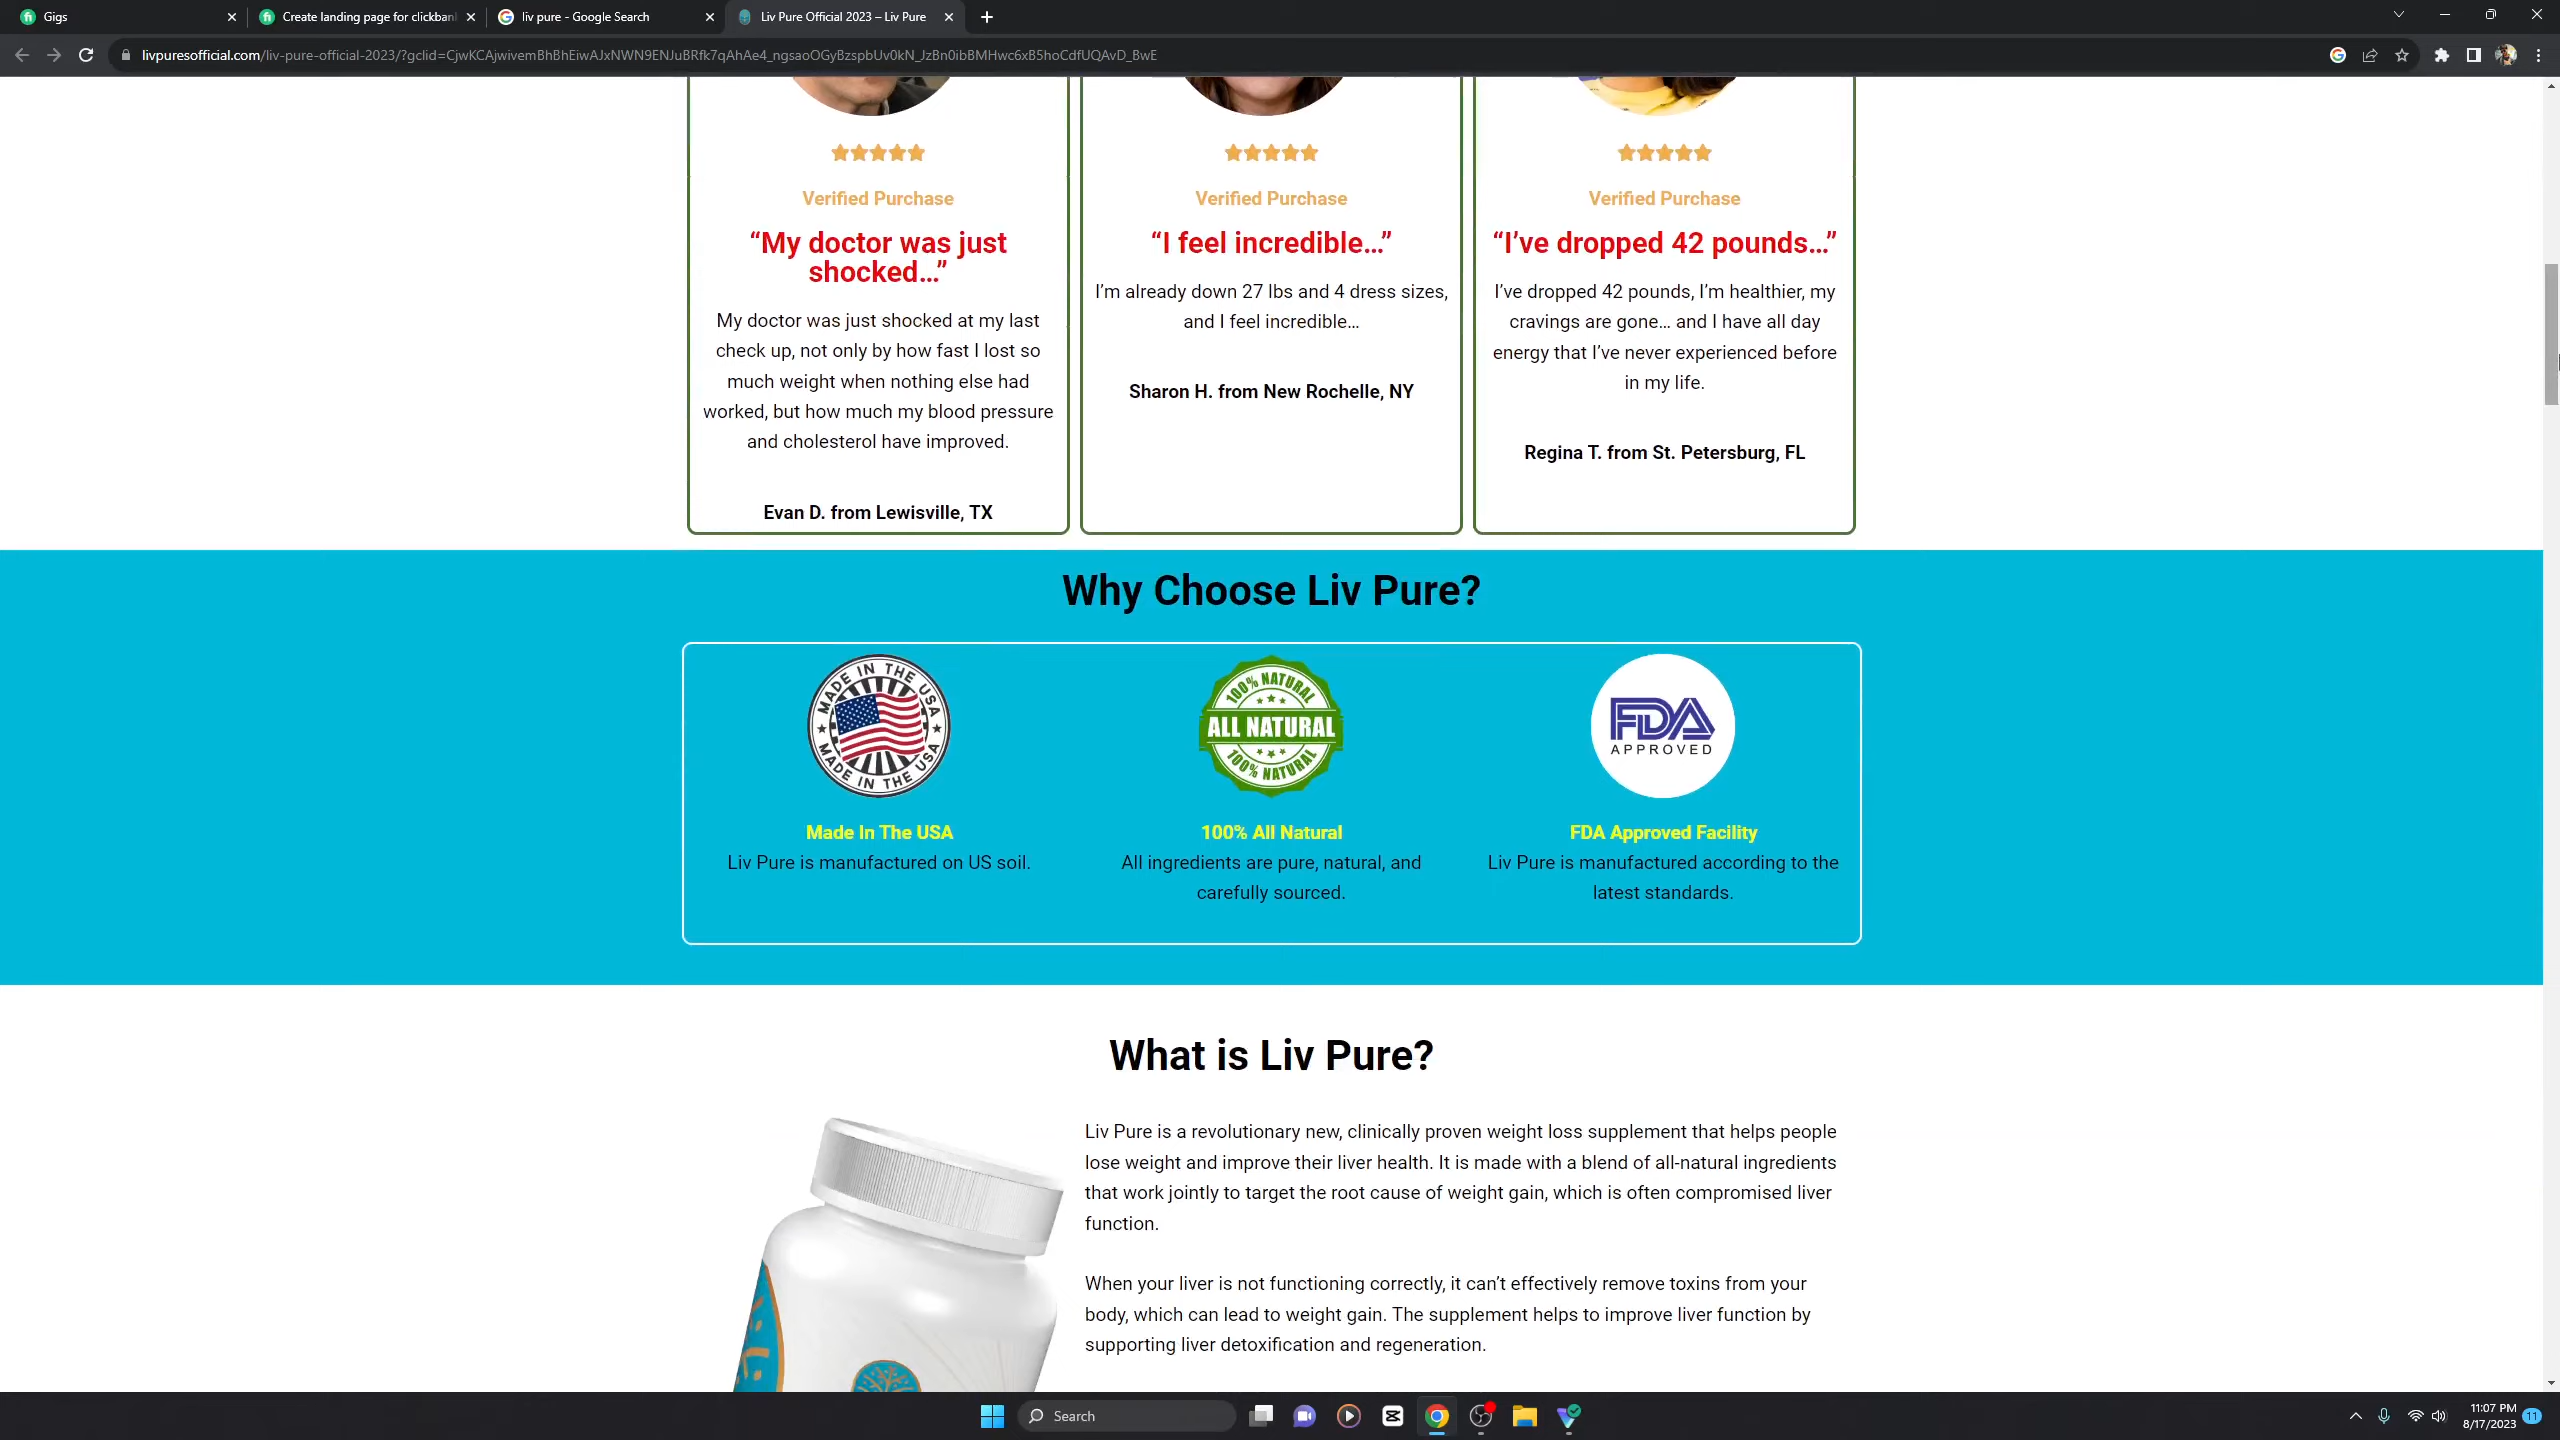 Gigs
Create landing page for clickban
liv pure - Google Search
Liv Pure Official 2023 – Liv Pure
livpuresofficial.com/liv-pure-official-2023/?gclid=CjwKCAjwivemBhBhEiwAJxNWN9ENJuBRfk7qAhAe4_ngsaoOGyBzspbUv0kN_JzBn0ibBMHwc6xB5hoCdfUQAvD_BwE
Verified Purchase
“My doctor was just
shocked…”
My doctor was just shocked at my last
check up, not only by how fast I lost so
much weight when nothing else had
worked, but how much my blood pressure
and cholesterol have improved.
Evan D. from Lewisville, TX
Verified Purchase
“I feel incredible…”
I’m already down 27 lbs and 4 dress sizes,
and I feel incredible…
Sharon H. from New Rochelle, NY
Verified Purchase
“I’ve dropped 42 pounds…”
I’ve dropped 42 pounds, I’m healthier, my
cravings are gone… and I have all day
energy that I’ve never experienced before
in my life.
Regina T. from St. Petersburg, FL
Why Choose Liv Pure?
MADE IN THE USA
MADE IN THE USA
Made In The USA
Liv Pure is manufactured on US soil.
100% NATURAL
ALL NATURAL
100% NATURAL
100% All Natural
All ingredients are pure, natural, and
carefully sourced.
FDA
APPROVED
FDA Approved Facility
Liv Pure is manufactured according to the
latest standards.
What is Liv Pure?
Liv Pure is a revolutionary new, clinically proven weight loss supplement that helps people
lose weight and improve their liver health. It is made with a blend of all-natural ingredients
that work jointly to target the root cause of weight gain, which is often compromised liver
function.
When your liver is not functioning correctly, it can’t effectively remove toxins from your
body, which can lead to weight gain. The supplement helps to improve liver function by
supporting liver detoxification and regeneration.
Search
11:07 PM
8/17/2023
11